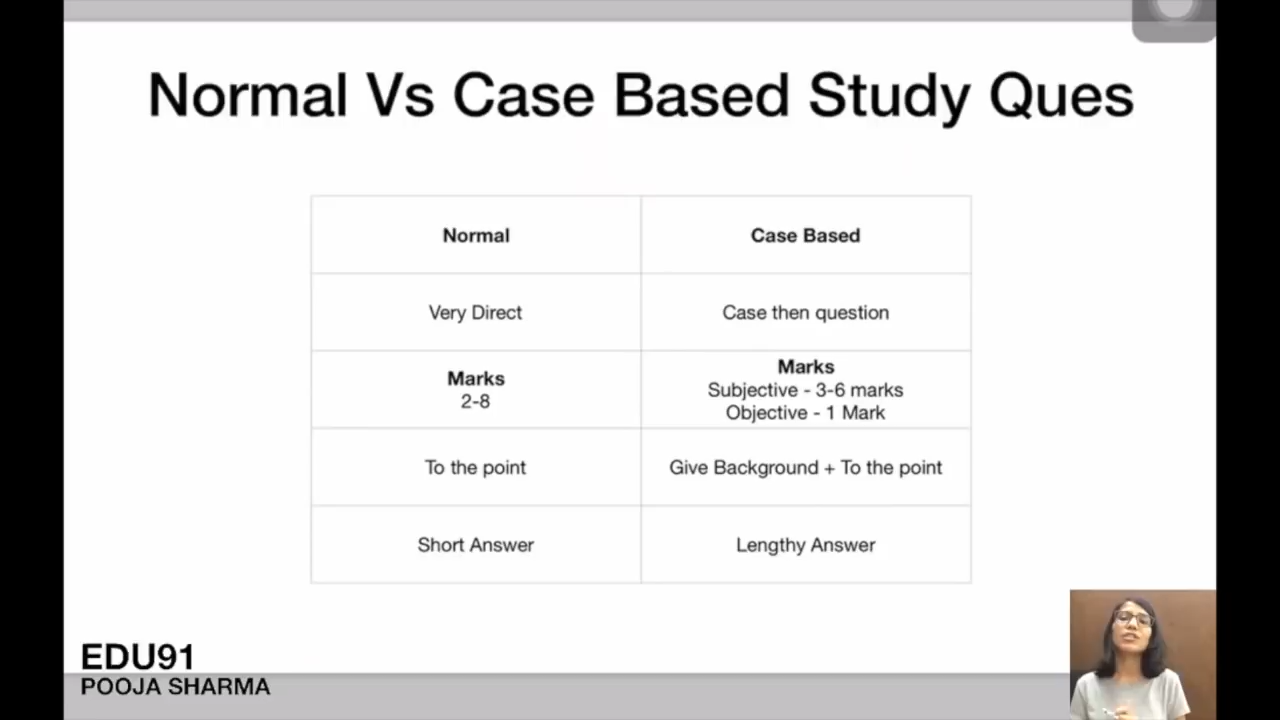 Normal Vs Case Based Study Ques
Normal
Case Based
Very Direct
Case then question
Marks
2-8
Marks
Subjective - 3-6 marks
Objective - 1 Mark
To the point
Give Background + To the point
Short Answer
Lengthy Answer
EDU91
POOJA SHARMA